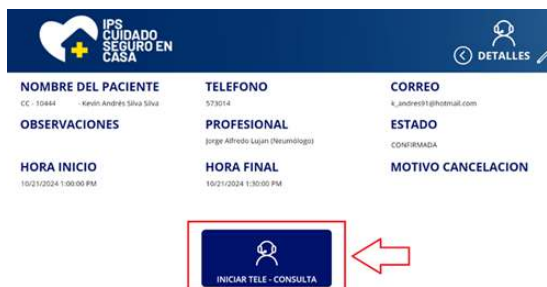 IPS
CUIDADO
SEGURO EN
CASA
DETALLES
NOMBRE DEL PACIENTE
CC - 10444 - Kevin Andrés Silva Silva
TELEFONO
573014
CORREO
k_andres91@hotmail.com
OBSERVACIONES
PROFESIONAL
Jorge Alfredo Lujan (Neumólogo)
ESTADO
CONFIRMADA
HORA INICIO
10/21/2024 1:00:00 PM
HORA FINAL
10/21/2024 1:30:00 PM
MOTIVO CANCELACION
INICIAR TELE - CONSULTA